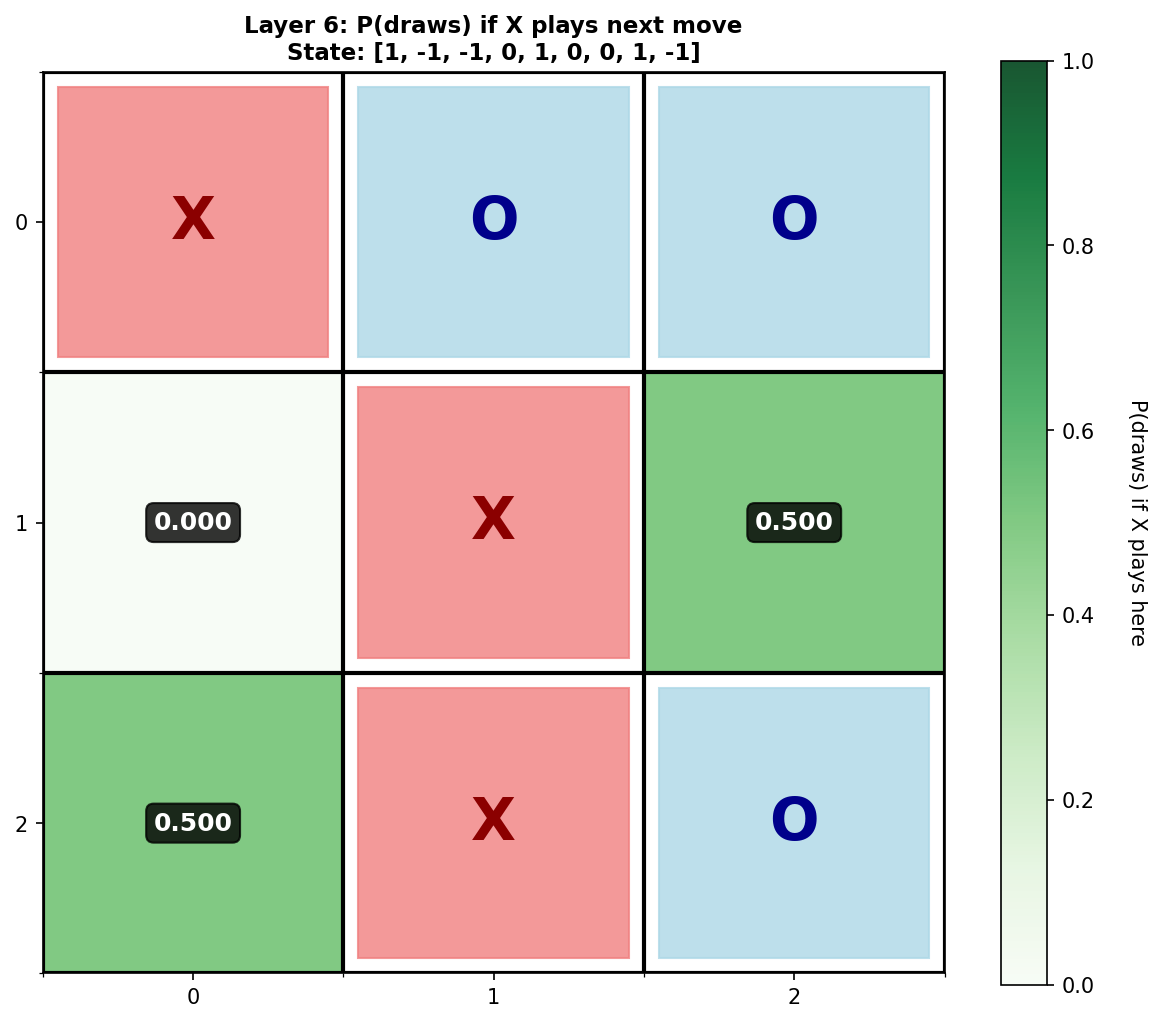 Layer 6: P(draws) if X plays next move
State: [1, -1, -1, 0, 1, 0, 0, 1, -1]
0
X
O
O
1
0.000
X
0.500
2
0.500
X
O
0
1
2
1.0
0.8
0.6
0.4
0.2
0.0
P(draws) if X plays here